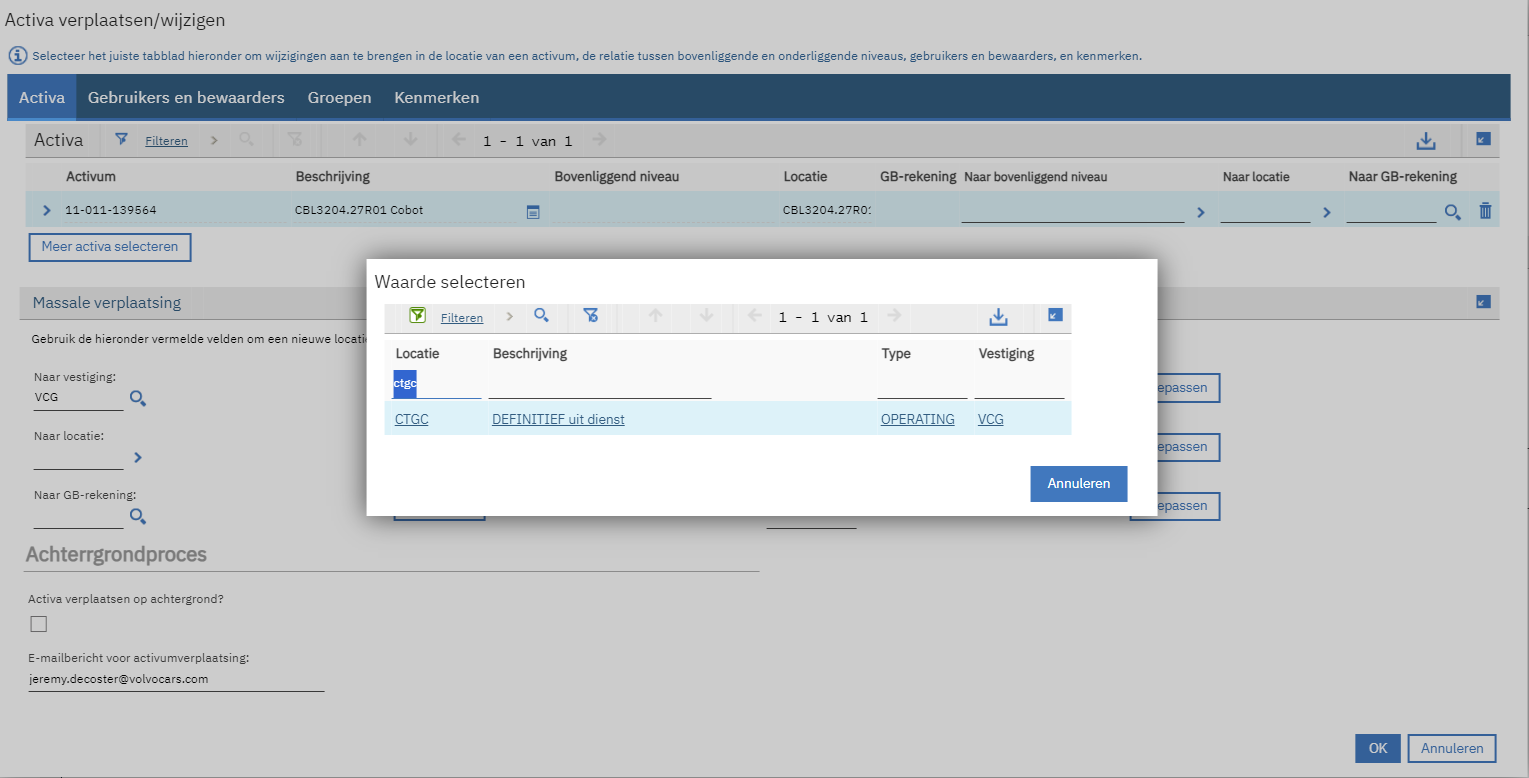 Activa verplaatsen/wijzigen
Selecteer het juiste tabblad hieronder om wijzigingen aan te brengen in de locatie van een activum, de relatie tussen bovenliggende en onderliggende niveaus, gebruikers en bewaarders, en kenmerken.
Activa Gebruikers en bewaarders Groepen Kenmerken
Activa Filteren 1 - 1 van 1
Activum Beschrijving Bovenliggend niveau Locatie GB-rekening Naar bovenliggend niveau Naar locatie Naar GB-rekening
11-011-139564 CBL3204.27R01 Cobot CBL3204.27R01
Meer activa selecteren
Waarde selecteren
Filteren 1 - 1 van 1
Locatie Beschrijving Type Vestiging
ctgc
CTGC DEFINITIEF uit dienst OPERATING VCG
Annuleren
Massale verplaatsing
Gebruik de hieronder vermelde velden om een nieuwe locati
Naar vestiging:
VCG
epassen
Naar locatie:
epassen
Naar GB-rekening:
epassen
Achterrgrondproces
Activa verplaatsen op achtergrond?
E-mailbericht voor activumverplaatsing:
jeremy.decoster@volvocars.com
OK Annuleren